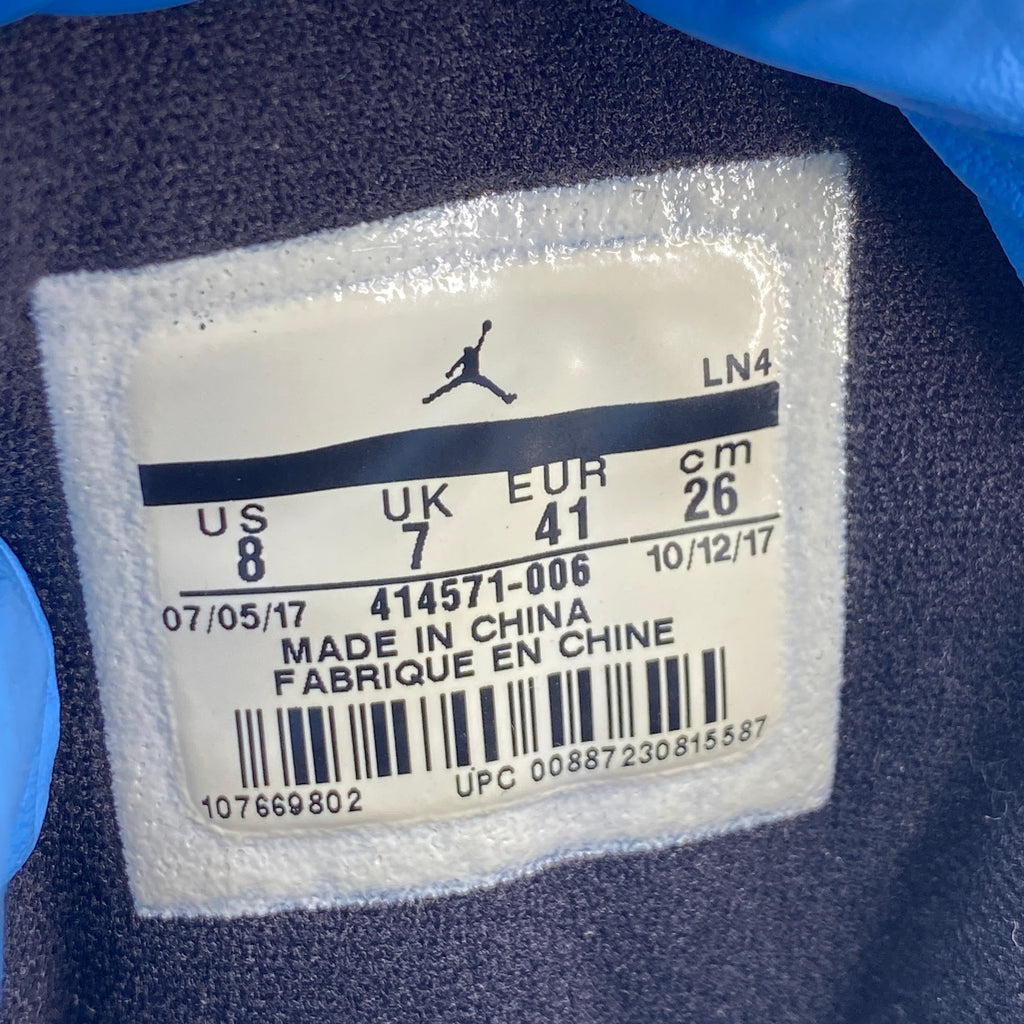 LN4
US UK EUR cm
8 7 41 26
07/05/17 414571-006 10/12/17
MADE IN CHINA
FABRIQUE EN CHINE
107669802 UPC 00887230815587